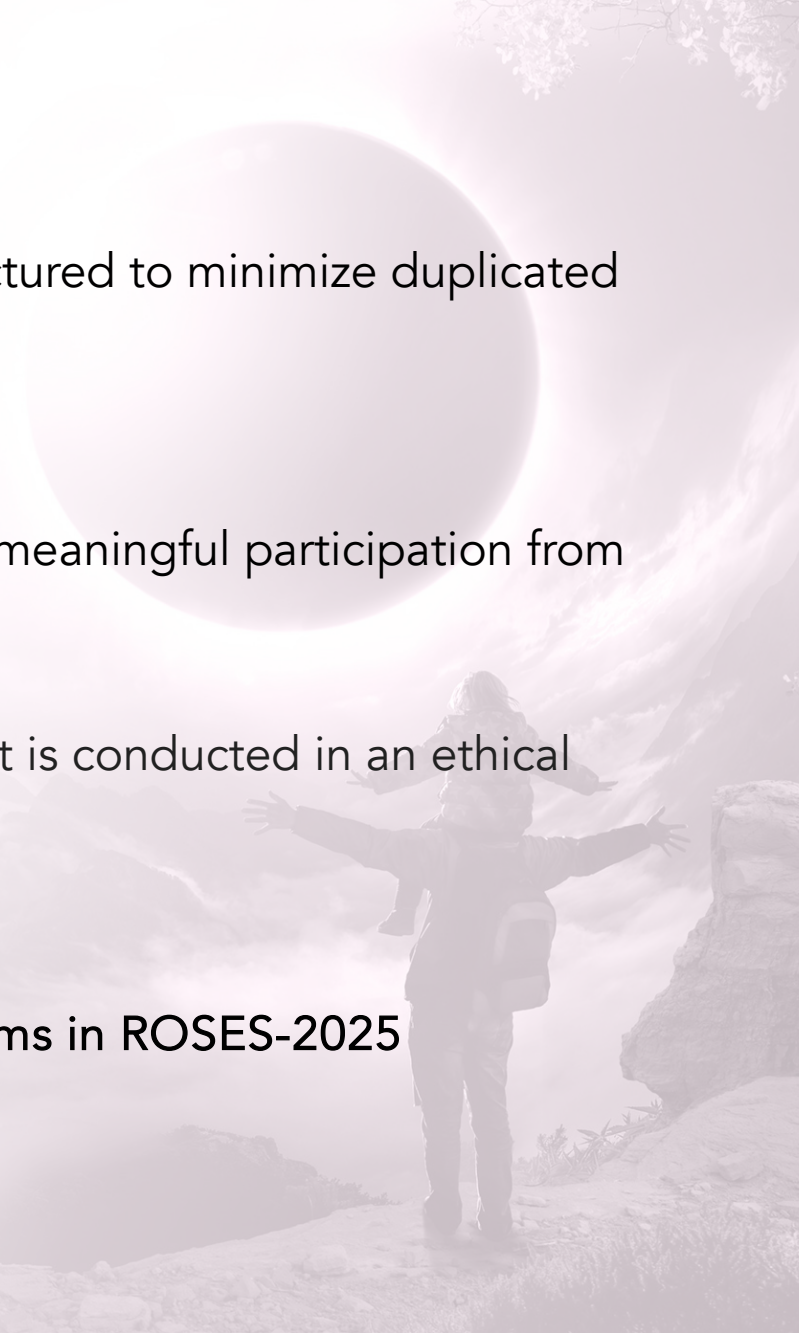 tured to minimize duplicated
meaningful participation from
t is conducted in an ethical
ms in ROSES-2025